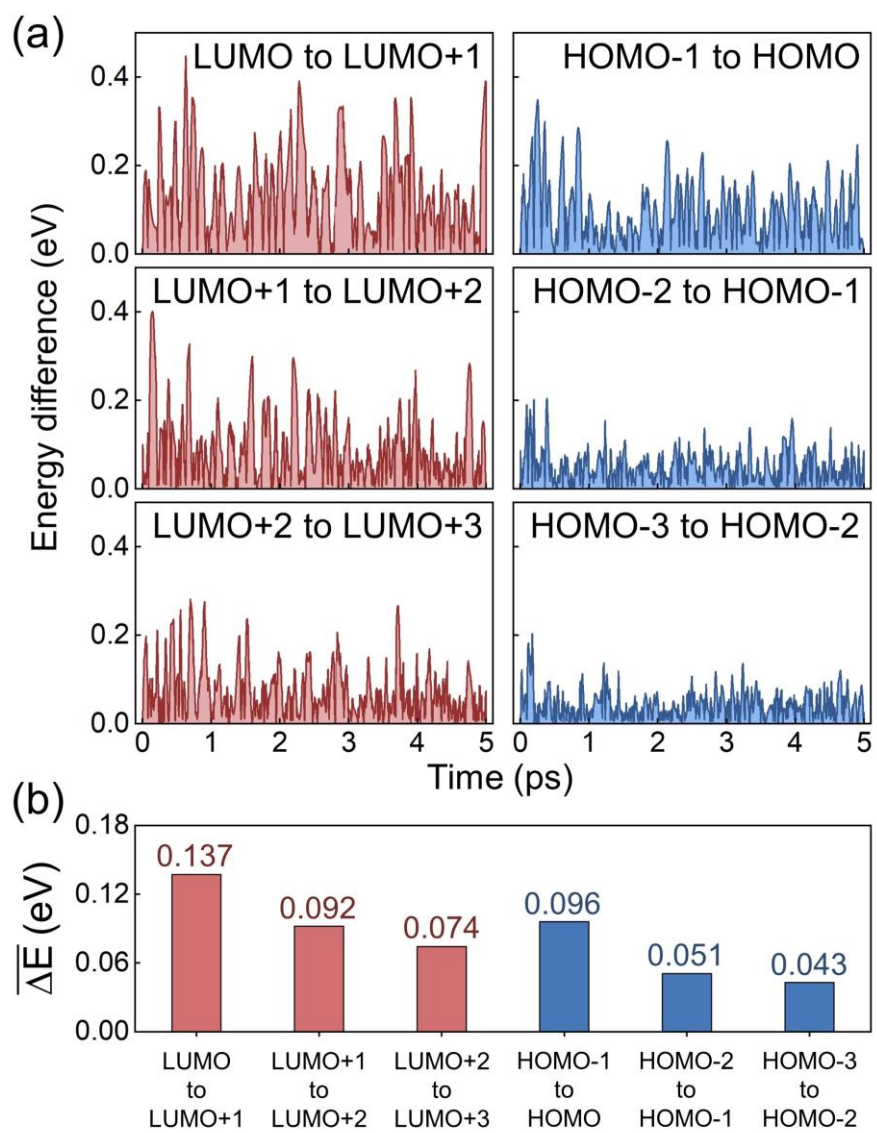 (a)
LUMO to LUMO+1
HOMO-1 to HOMO
0.4
0.2
0.0
LUMO+1 to LUMO+2
HOMO-2 to HOMO-1
0.4
0.2
0.0
LUMO+2 to LUMO+3
HOMO-3 to HOMO-2
0.4
0.2
0.0
Energy difference (eV)
0 1 2 3 4 5
0 1 2 3 4 5
Time (ps)
(b)
0.18
0.12
0.06
0.00
ΔE (eV)
0.137
0.092
0.074
0.096
0.051
0.043
LUMO
to
LUMO+1
LUMO+1
to
LUMO+2
LUMO+2
to
LUMO+3
HOMO-1
to
HOMO
HOMO-2
to
HOMO-1
HOMO-3
to
HOMO-2